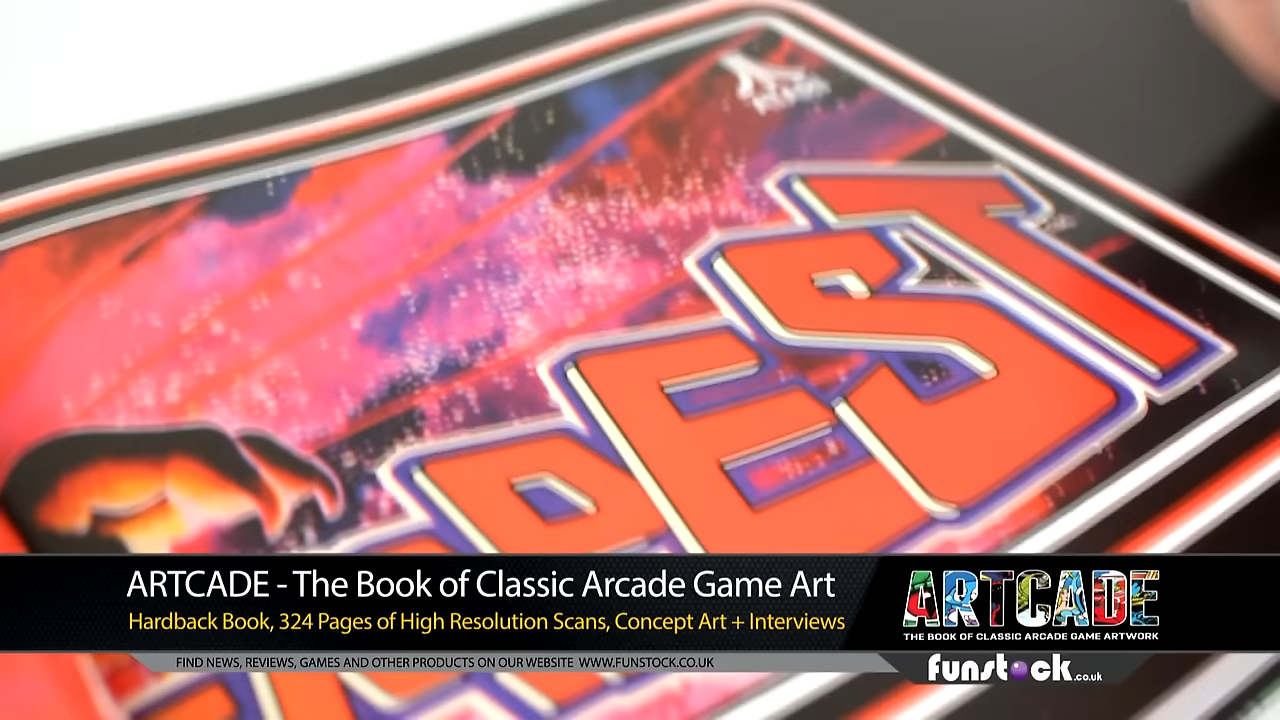 ATARI
TEMPEST
ARTCADE - The Book of Classic Arcade Game Art
Hardback Book, 324 Pages of High Resolution Scans, Concept Art + Interviews
ARTCADE
THE BOOK OF CLASSIC ARCADE GAME ARTWORK
FIND NEWS, REVIEWS, GAMES AND OTHER PRODUCTS ON OUR WEBSITE WWW.FUNSTOCK.CO.UK
funstock.co.uk